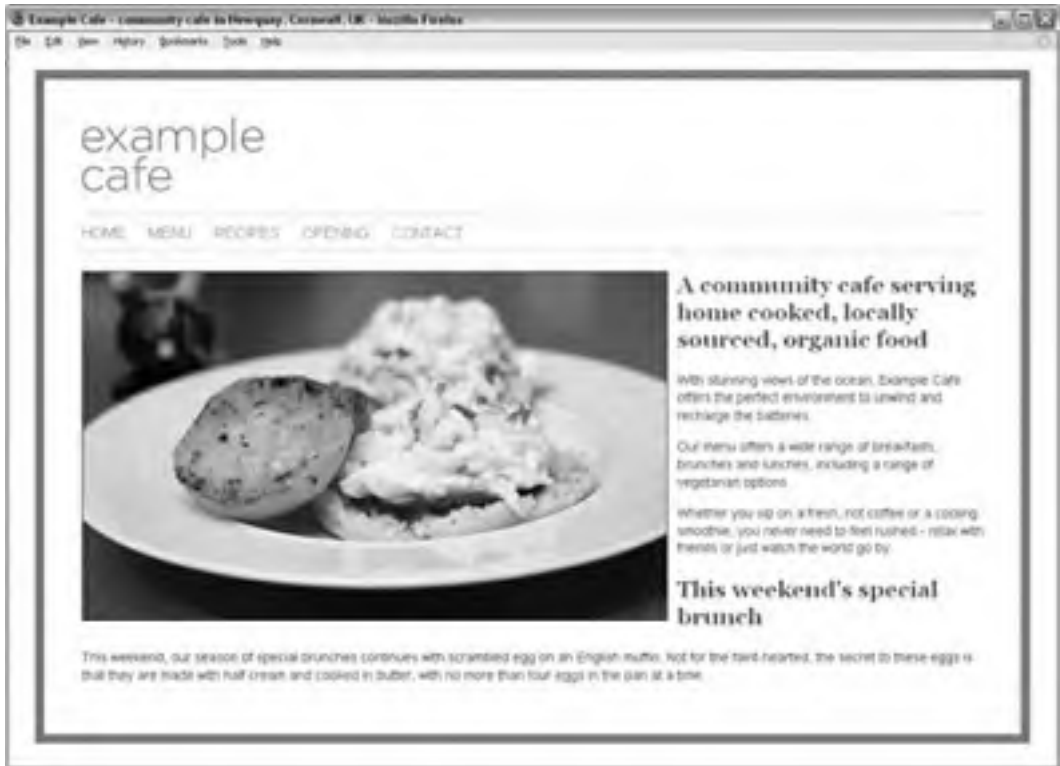 Example Cafe - community cafe in Newquay, Cornwall, UK - Mozilla Firefox
File Edit View History Bookmarks Tools Help
example
cafe
HOME MENU RECIPES OPENING CONTACT
A community cafe serving
home cooked, locally
sourced, organic food
With stunning views of the ocean, Example Cafe
offers the perfect environment to unwind and
recharge the batteries.
Our menu offers a wide range of breakfasts,
brunches and lunches, including a range of
vegetarian options.
Whether you sip on a fresh, hot coffee or a cooling
smoothie, you never need to feel rushed - relax with
friends or just watch the world go by.
This weekend's special
brunch
This weekend, our season of special brunches continues with scrambled egg on an English muffin. Not for the faint-hearted, the secret to these eggs is
that they are made with half cream and cooked in butter, with no more than four eggs in the pan at a time.